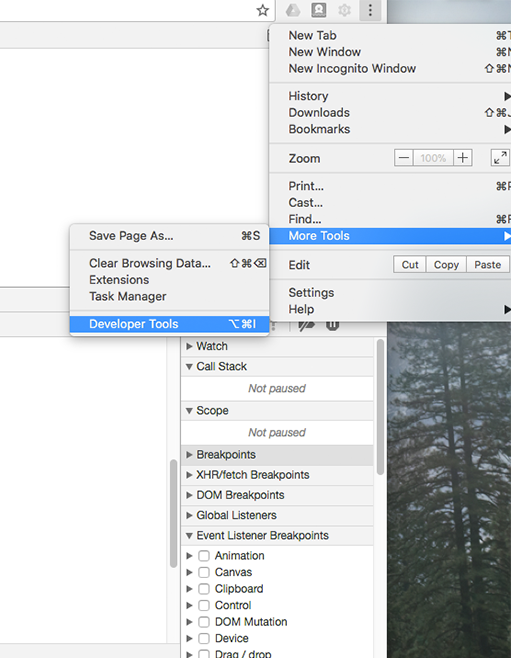 New Tab ⌘T
New Window ⌘N
New Incognito Window ⇧⌘N
History
Downloads ⇧⌘J
Bookmarks
Zoom — 100% +
Print... ⌘P
Cast...
Find... ⌘F
More Tools
Edit Cut Copy Paste
Settings
Help
Save Page As... ⌘S
Clear Browsing Data... ⇧⌘⌫
Extensions
Task Manager
Developer Tools ⌥⌘I
Watch
Call Stack
Not paused
Scope
Not paused
Breakpoints
XHR/fetch Breakpoints
DOM Breakpoints
Global Listeners
Event Listener Breakpoints
Animation
Canvas
Clipboard
Control
DOM Mutation
Device
Drag / drop